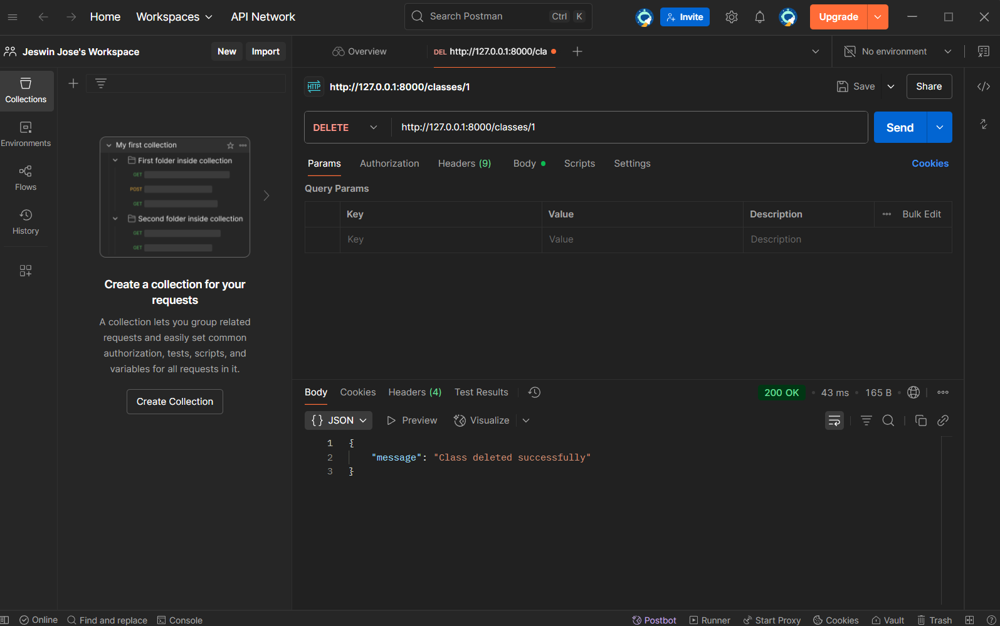 Home Workspaces API Network Search Postman Ctrl K Invite Upgrade
Jeswin Jose's Workspace New Import Overview DEL http://127.0.0.1:8000/cla No environment
Collections
Environments
Flows
History
My first collection
First folder inside collection
GET
POST
GET
Second folder inside collection
GET
GET
Create a collection for your
requests
A collection lets you group related
requests and easily set common
authorization, tests, scripts, and
variables for all requests in it.
Create Collection
HTTP http://127.0.0.1:8000/classes/1 Save Share
DELETE http://127.0.0.1:8000/classes/1 Send
Params Authorization Headers (9) Body Scripts Settings Cookies
Query Params
Key Value Description Bulk Edit
Key Value Description
Body Cookies Headers (4) Test Results 200 OK 43 ms 165 B
{} JSON Preview Visualize
1 {
2 "message": "Class deleted successfully"
3 }
Online Find and replace Console Postbot Runner Start Proxy Cookies Vault Trash